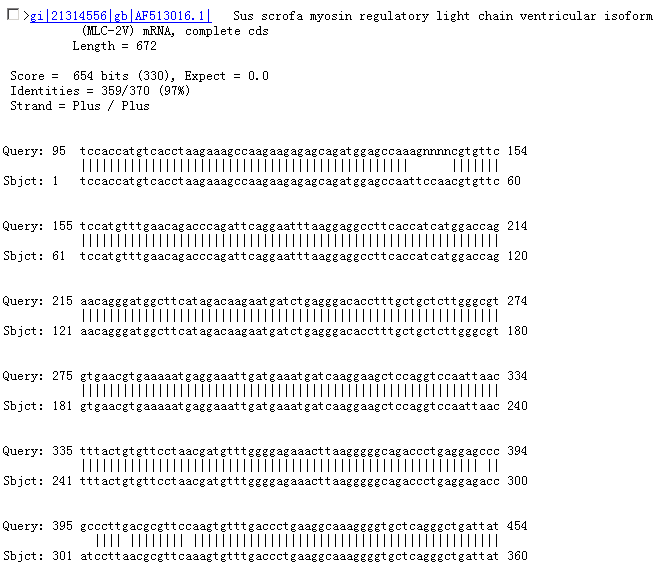 >gi|21314556|gb|AF513016.1| Sus scrofa myosin regulatory light chain ventricular isoform
(MLC-2V) mRNA, complete cds
Length = 672
Score = 654 bits (330), Expect = 0.0
Identities = 359/370 (97%)
Strand = Plus / Plus
Query: 95 tccaccatgtcacctaagaaagccaagaagagagcagatggagccaaagnnnncgtgttc 154
||||||||||||||||||||||||||||||||||||||||||||||| |||||||
Sbjct: 1 tccaccatgtcacctaagaaagccaagaagagagcagatggagccaattccaacgtgttc 60
Query: 155 tccatgtttgaacagacccagattcaggaatttaaggaggccttcaccatcatggaccag 214
||||||||||||||||||||||||||||||||||||||||||||||||||||||||||||
Sbjct: 61 tccatgtttgaacagacccagattcaggaatttaaggaggccttcaccatcatggaccag 120
Query: 215 aacagggatggcttcatagacaagaatgatctgagggacacctttgctgctcttgggcgt 274
||||||||||||||||||||||||||||||||||||||||||||||||||||||||||||
Sbjct: 121 aacagggatggcttcatagacaagaatgatctgagggacacctttgctgctcttgggcgt 180
Query: 275 gtgaacgtgaaaaatgaggaaattgatgaaatgatcaaggaagctccaggtccaattaac 334
||||||||||||||||||||||||||||||||||||||||||||||||||||||||||||
Sbjct: 181 gtgaacgtgaaaaatgaggaaattgatgaaatgatcaaggaagctccaggtccaattaac 240
Query: 335 tttactgtgttcctaacgatgtttggggagaaacttaagggggcagaccctgaggagccc 394
||||||||||||||||||||||||||||||||||||||||||||||||||||||||| ||
Sbjct: 241 tttactgtgttcctaacgatgtttggggagaaacttaagggggcagaccctgaggagacc 300
Query: 395 gcccttgacgcgttccaagtgtttgaccctgaaggcaaaggggtgctcagggctgattat 454
|||| |||||||| ||||||||||||||||||||||||||||||||||||||||||||
Sbjct: 301 atccttaacgcgttcaaagtgtttgaccctgaaggcaaaggggtgctcagggctgattat 360